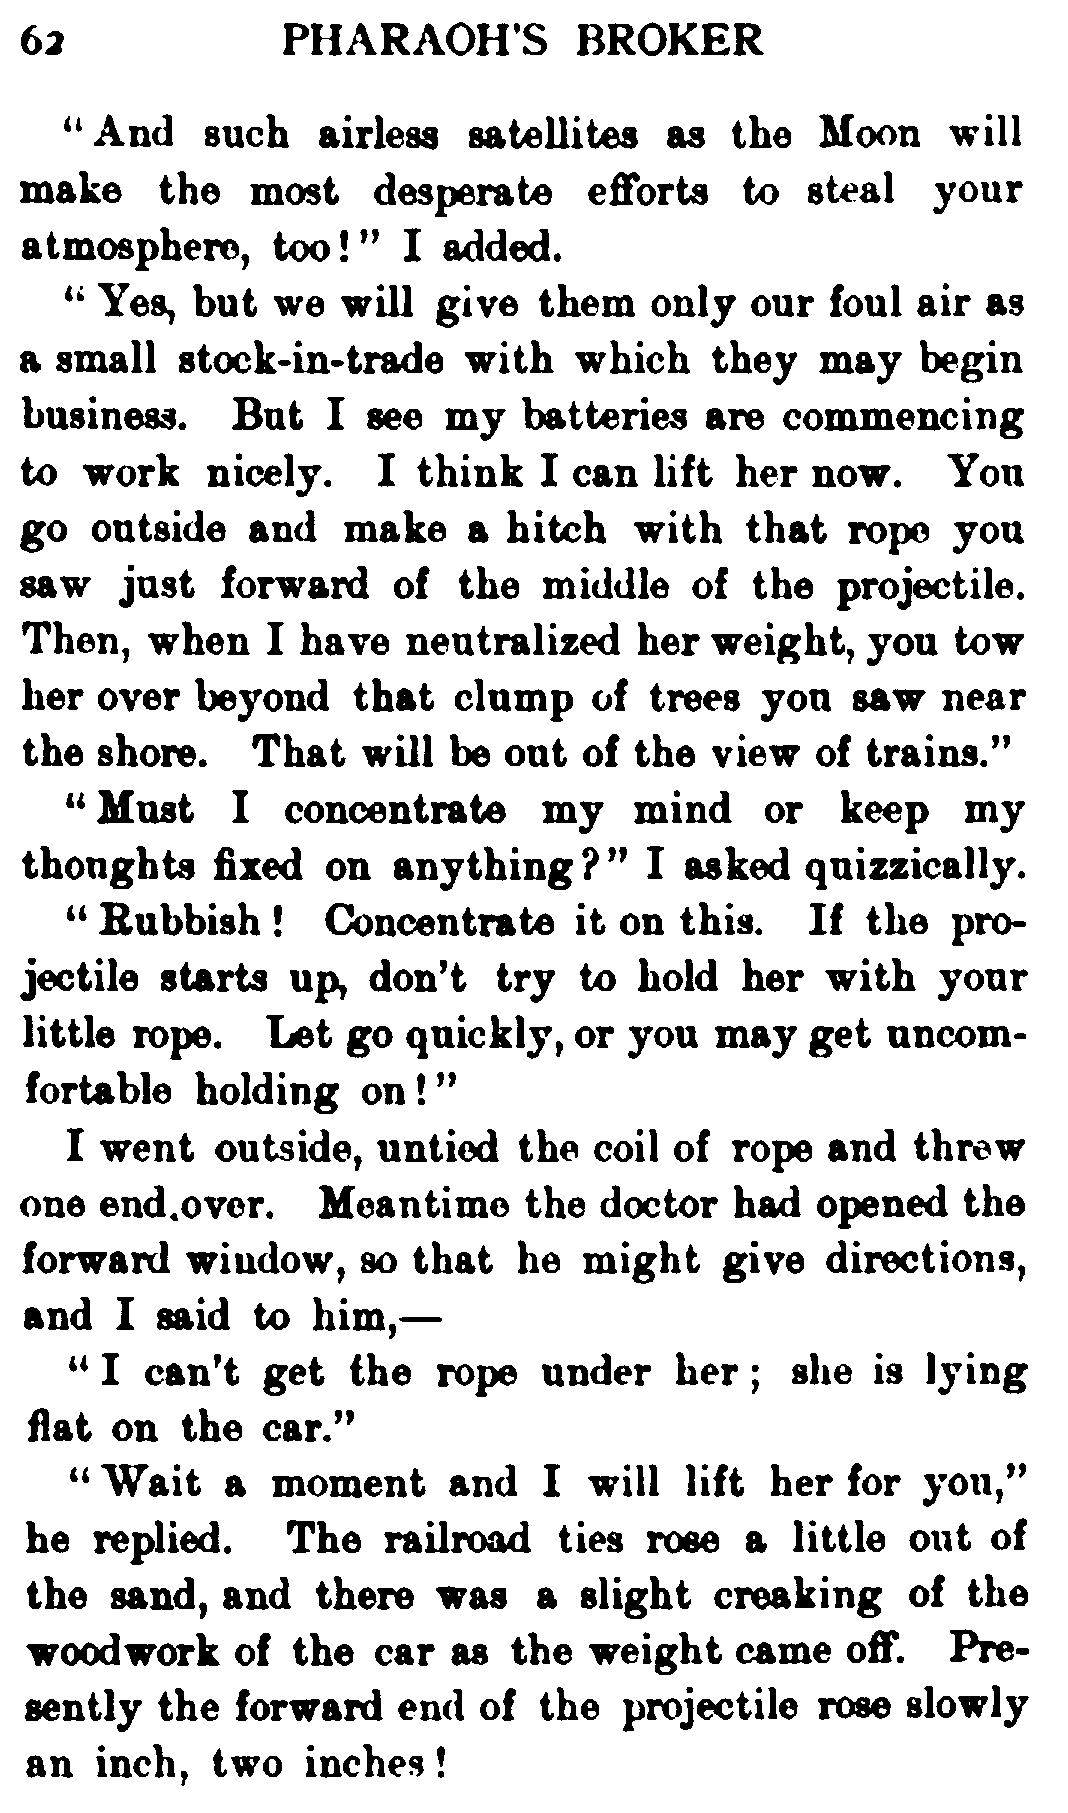 62 PHARAOH'S BROKER
"And such airless satellites as the Moon will
make the most desperate efforts to steal your
atmosphere, too!" I added.
"Yes, but we will give them only our foul air as
a small stock-in-trade with which they may begin
business. But I see my batteries are commencing
to work nicely. I think I can lift her now. You
go outside and make a hitch with that rope you
saw just forward of the middle of the projectile.
Then, when I have neutralized her weight, you tow
her over beyond that clump of trees you saw near
the shore. That will be out of the view of trains."
"Must I concentrate my mind or keep my
thoughts fixed on anything?" I asked quizzically.
"Rubbish! Concentrate it on this. If the pro-
jectile starts up, don't try to hold her with your
little rope. Let go quickly, or you may get uncom-
fortable holding on!"
I went outside, untied the coil of rope and threw
one end.over. Meantime the doctor had opened the
forward window, so that he might give directions,
and I said to him,—
"I can't get the rope under her; she is lying
flat on the car."
"Wait a moment and I will lift her for you,"
he replied. The railroad ties rose a little out of
the sand, and there was a slight creaking of the
woodwork of the car as the weight came off. Pre-
sently the forward end of the projectile rose slowly
an inch, two inches!